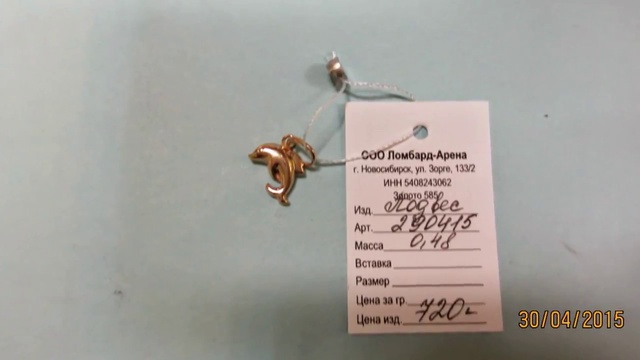 ООО Ломбард-Арена
г. Новосибирск, ул. Зорге, 133/2
ИНН 5408243062
Золото 585
Изд. Подвес
Арт. 290415
Масса 0,48
Вставка
Размер
Цена за гр.
Цена изд. 720=
30/04/2015